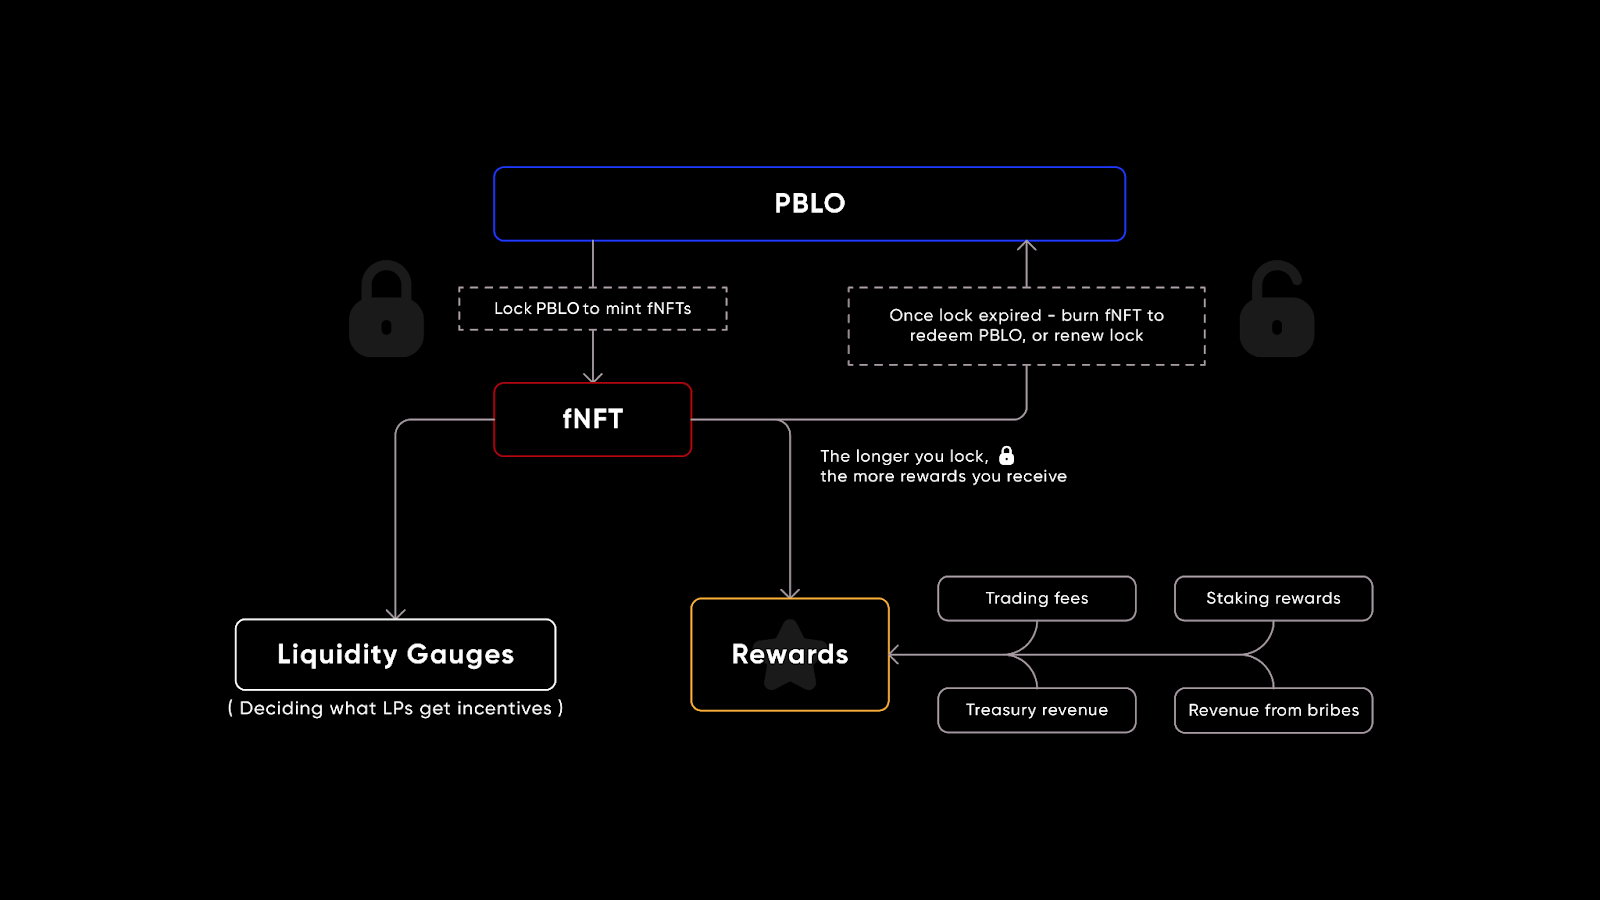 PBLO
Lock PBLO to mint fNFTs
Once lock expired - burn fNFT to
redeem PBLO, or renew lock
fNFT
The longer you lock,
the more rewards you receive
Trading fees
Staking rewards
Liquidity Gauges
Rewards
( Deciding what LPs get incentives )
Treasury revenue
Revenue from bribes